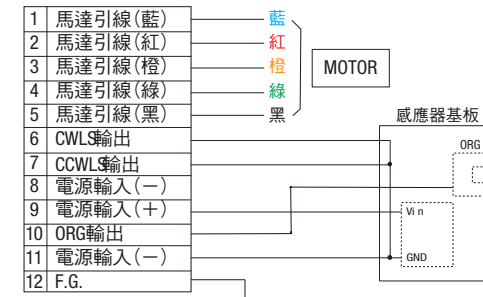 1 馬達引線(藍) 藍
2 馬達引線(紅) 紅
3 馬達引線(橙) 橙
4 馬達引線(綠) 綠
5 馬達引線(黑) 黑
MOTOR
6 CWLS輸出
7 CCWLS輸出
8 電源輸入(－)
9 電源輸入(＋)
10 ORG輸出
11 電源輸入(－)
12 F.G.
感應器基板
ORG
Vin
GND